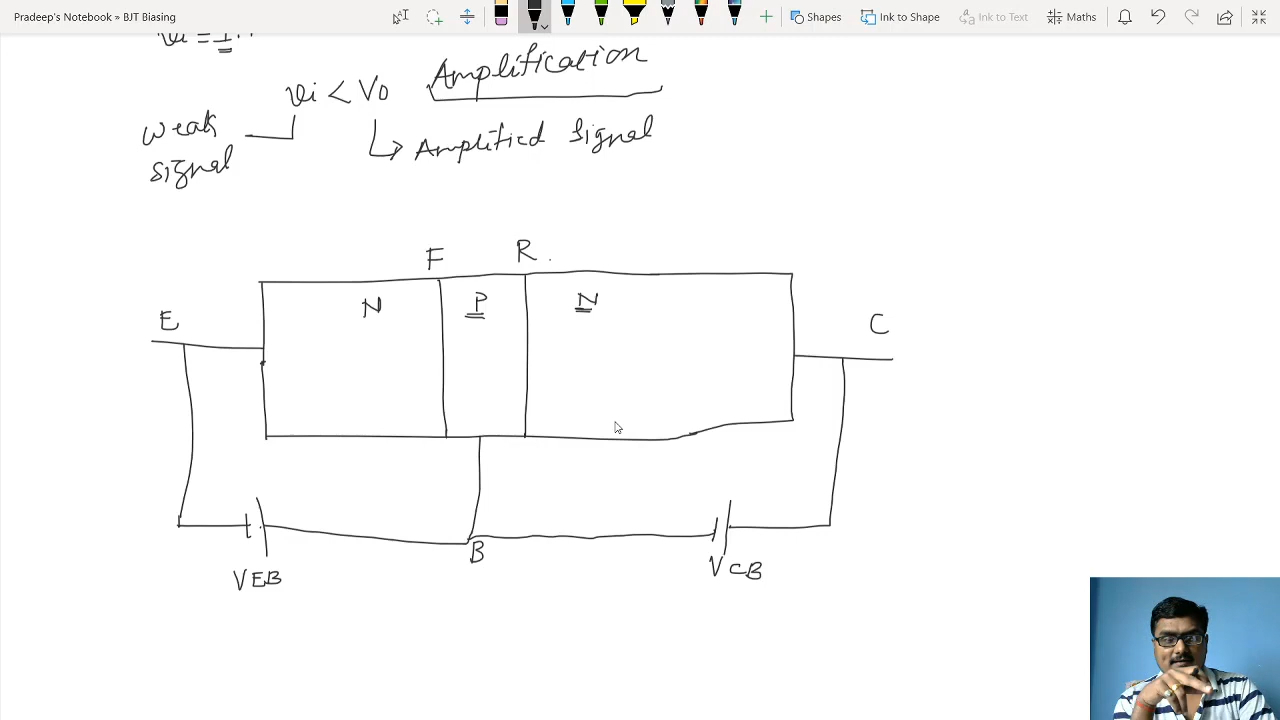 Pradeep's Notebook » BJT Biasing
Shapes
Ink to Shape
Ink to Text
Maths
vi < Vo
Amplification
weak
signal
Amplified signal
F
R
N
P
N
E
C
B
VEB
VCB